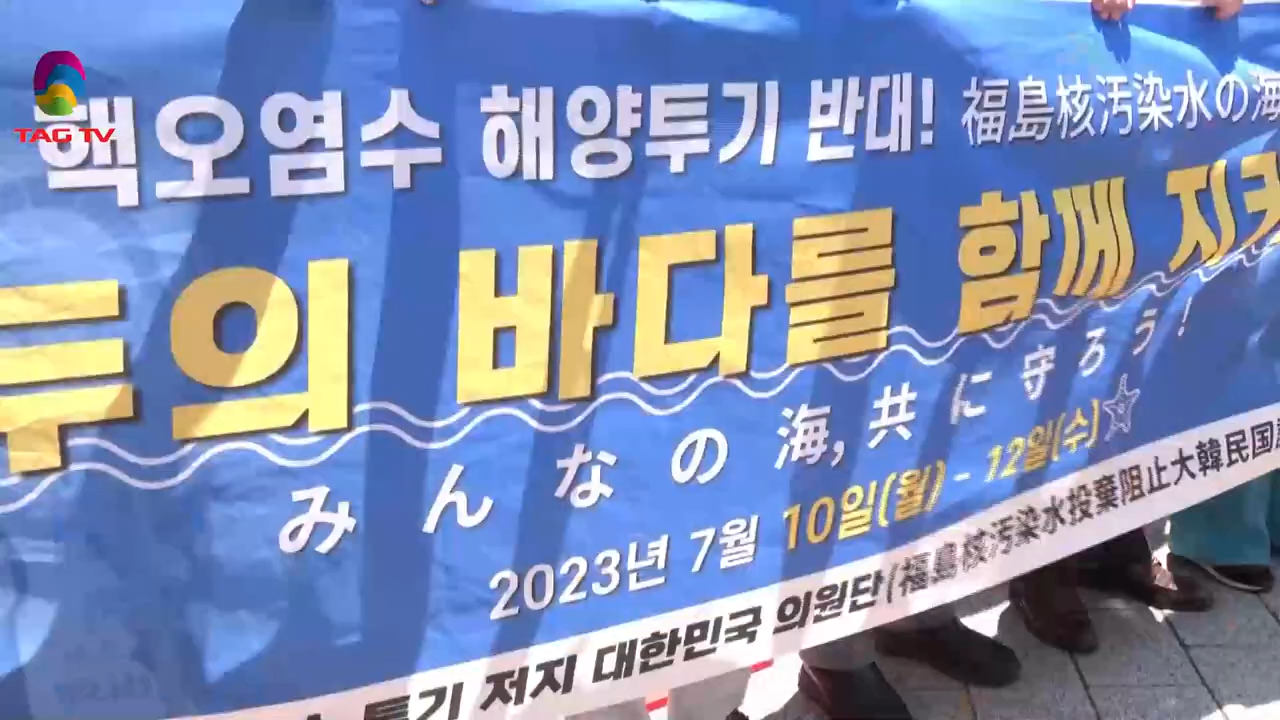 TAG TV
핵오염수 해양투기 반대! 福島核汚染水の海
두의 바다를 함께 지키
みんなの海,共に守ろう!
2023년 7월 10일(월) - 12일(수)
투기 저지 대한민국 의원단(福島核汚染水投棄阻止大韓民国議